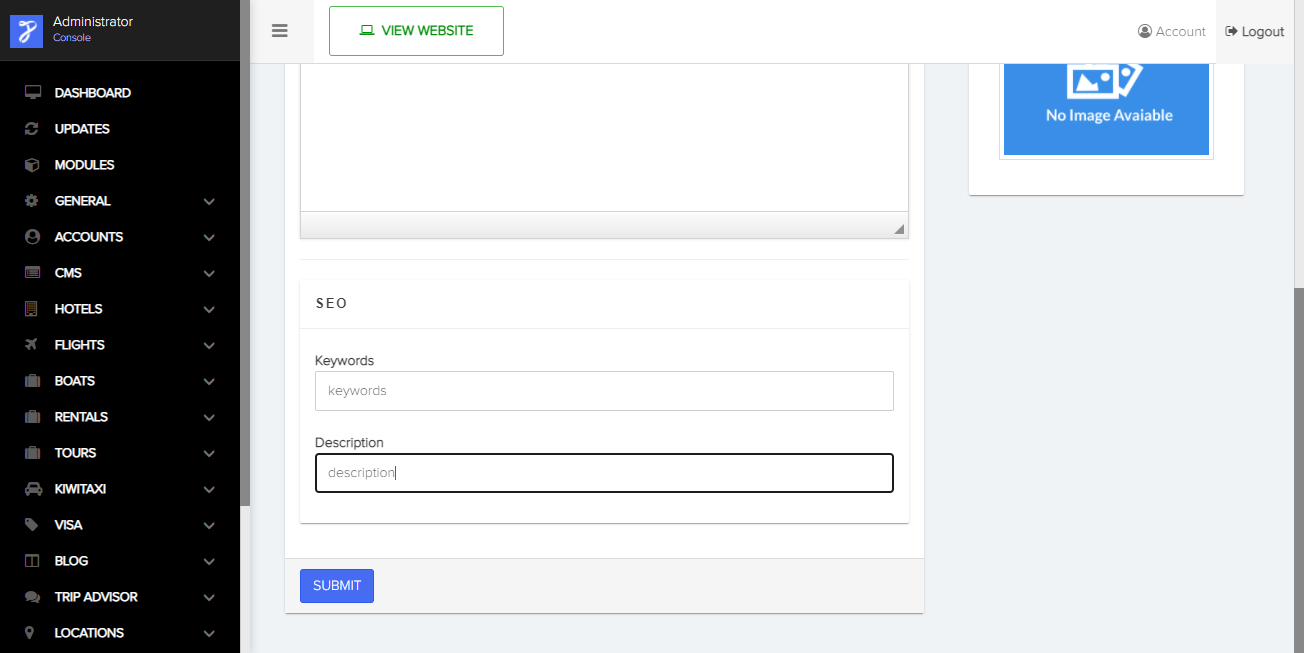 Administrator
Console
VIEW WEBSITE
Account
Logout
DASHBOARD
UPDATES
MODULES
GENERAL
ACCOUNTS
CMS
HOTELS
FLIGHTS
BOATS
RENTALS
TOURS
KIWITAXI
VISA
BLOG
TRIP ADVISOR
LOCATIONS
SEO
Keywords
keywords
Description
description
SUBMIT
No Image Avaiable